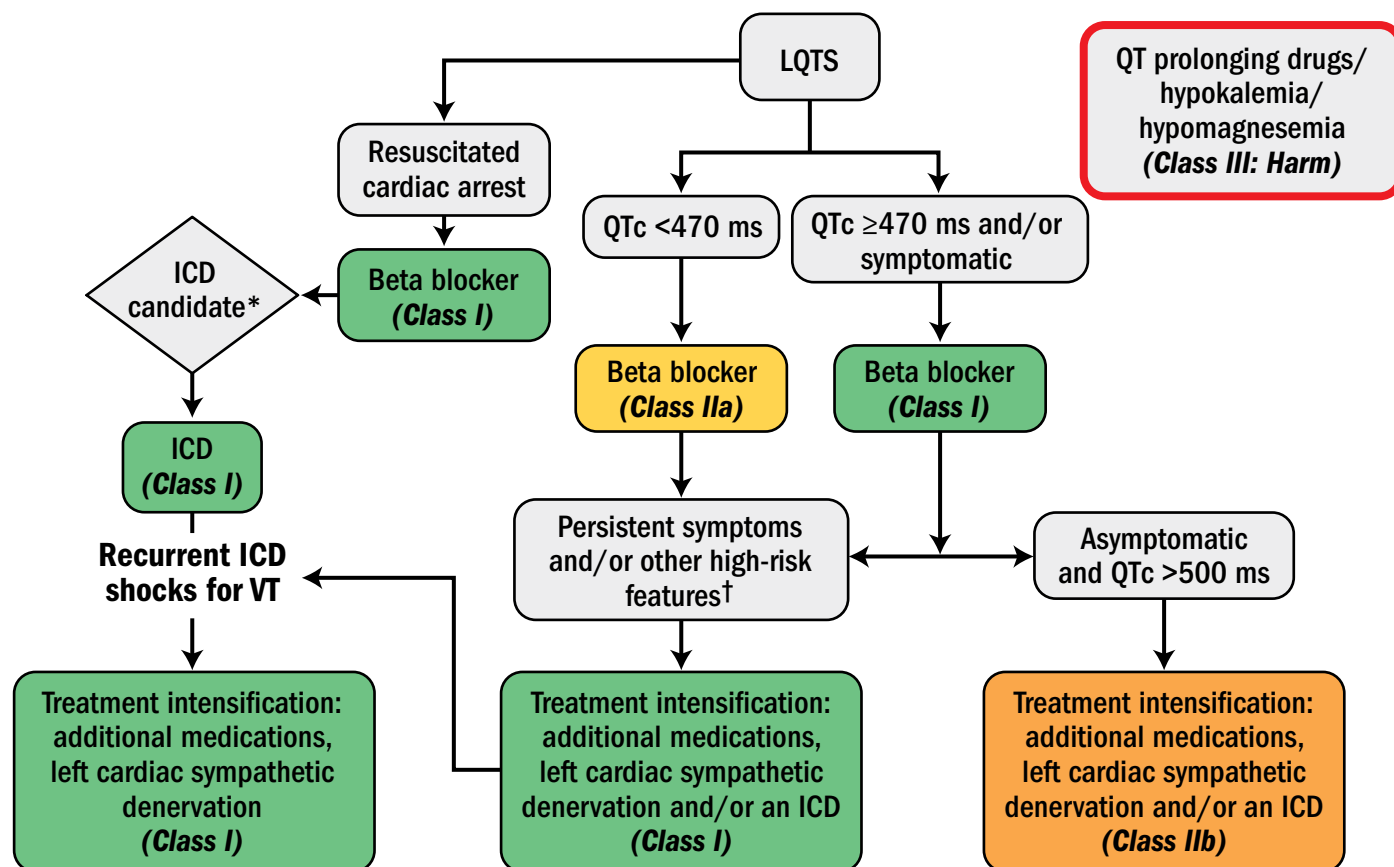 LQTS
QT prolonging drugs/
hypokalemia/
hypomagnesemia
(Class III: Harm)
Resuscitated
cardiac arrest
QTc <470 ms
QTc ≥470 ms and/or
symptomatic
ICD
candidate*
Beta blocker
(Class I)
Beta blocker
(Class IIa)
Beta blocker
(Class I)
ICD
(Class I)
Recurrent ICD
shocks for VT
Persistent symptoms
and/or other high-risk
features†
Asymptomatic
and QTc >500 ms
Treatment intensification:
additional medications,
left cardiac sympathetic
denervation
(Class I)
Treatment intensification:
additional medications,
left cardiac sympathetic
denervation and/or an ICD
(Class I)
Treatment intensification:
additional medications,
left cardiac sympathetic
denervation and/or an ICD
(Class IIb)